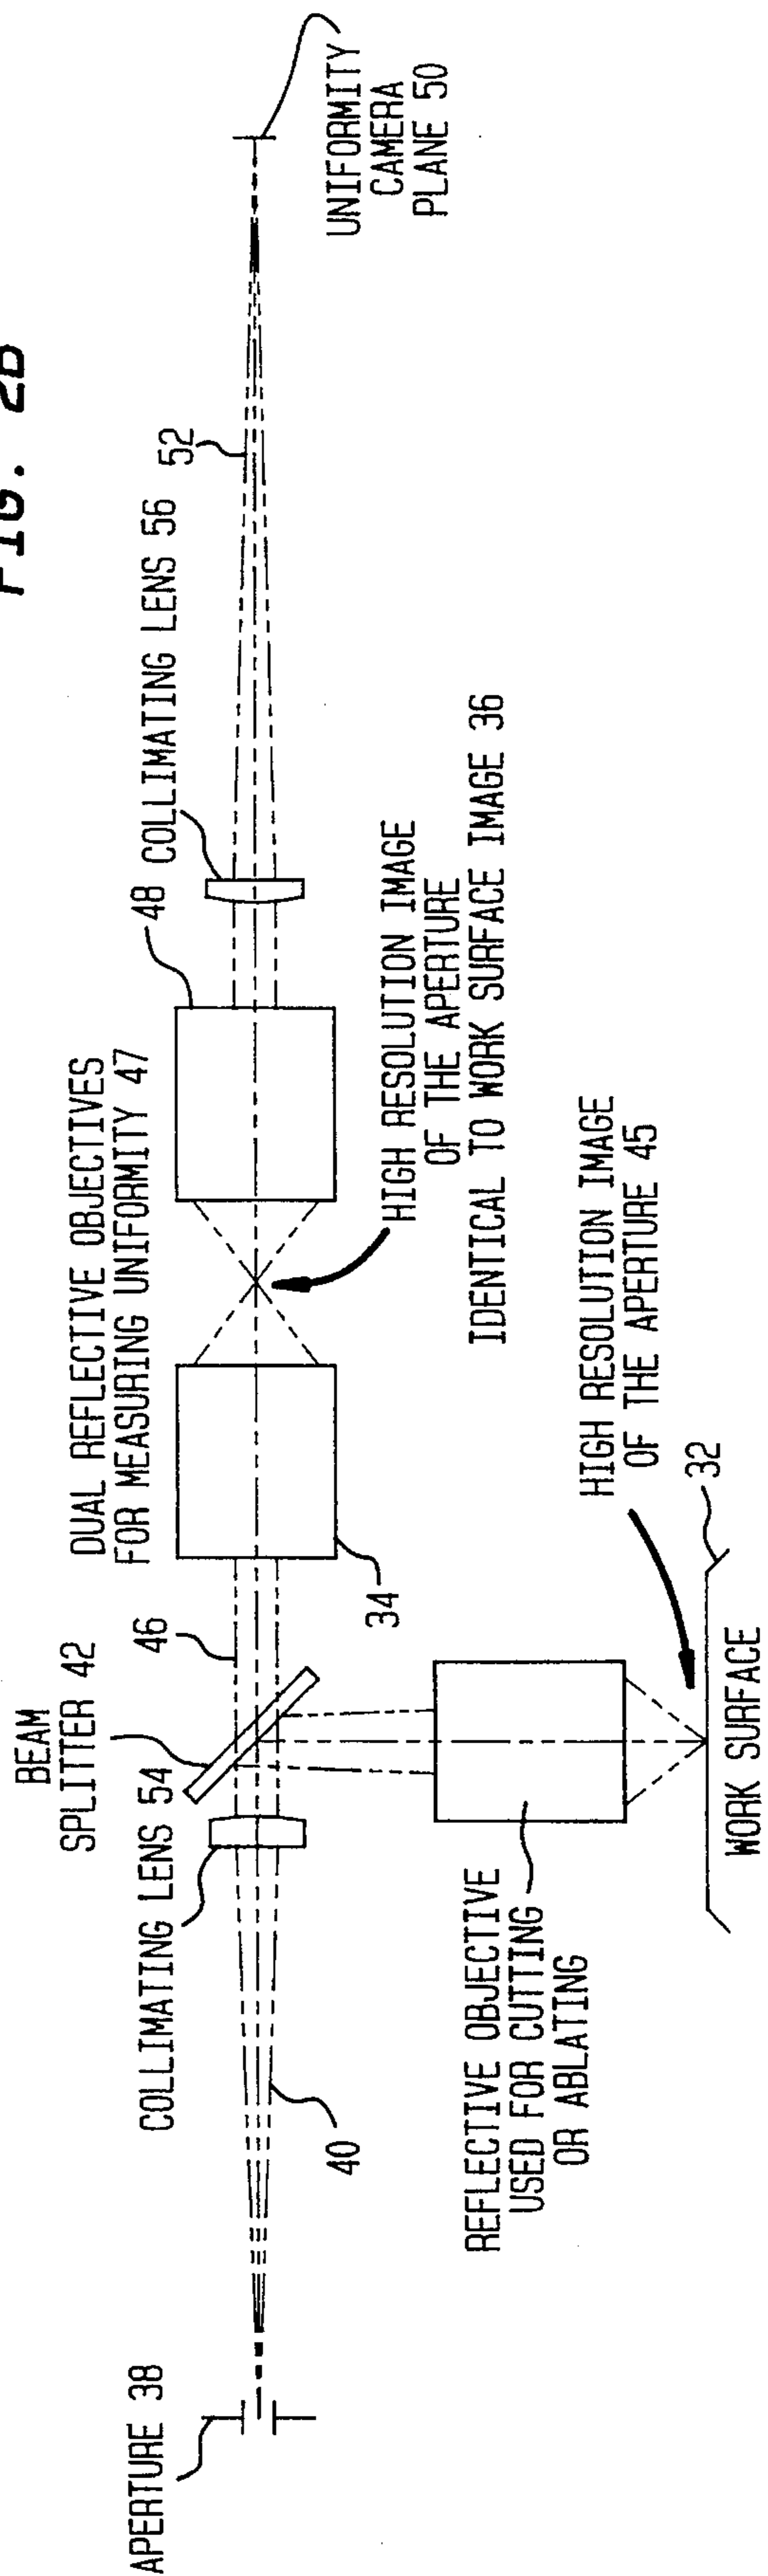 FIG. 2B
APERTURE 38
COLLIMATING LENS 54
BEAM
SPLITTER 42
46
DUAL REFLECTIVE OBJECTIVES
FOR MEASURING UNIFORMITY 47
48
COLLIMATING LENS 56
52
UNIFORMITY
CAMERA
PLANE 50
40
34
HIGH RESOLUTION IMAGE
OF THE APERTURE
IDENTICAL TO WORK SURFACE IMAGE 36
REFLECTIVE OBJECTIVE
USED FOR CUTTING
OR ABLATING
HIGH RESOLUTION IMAGE
OF THE APERTURE 45
32
WORK SURFACE